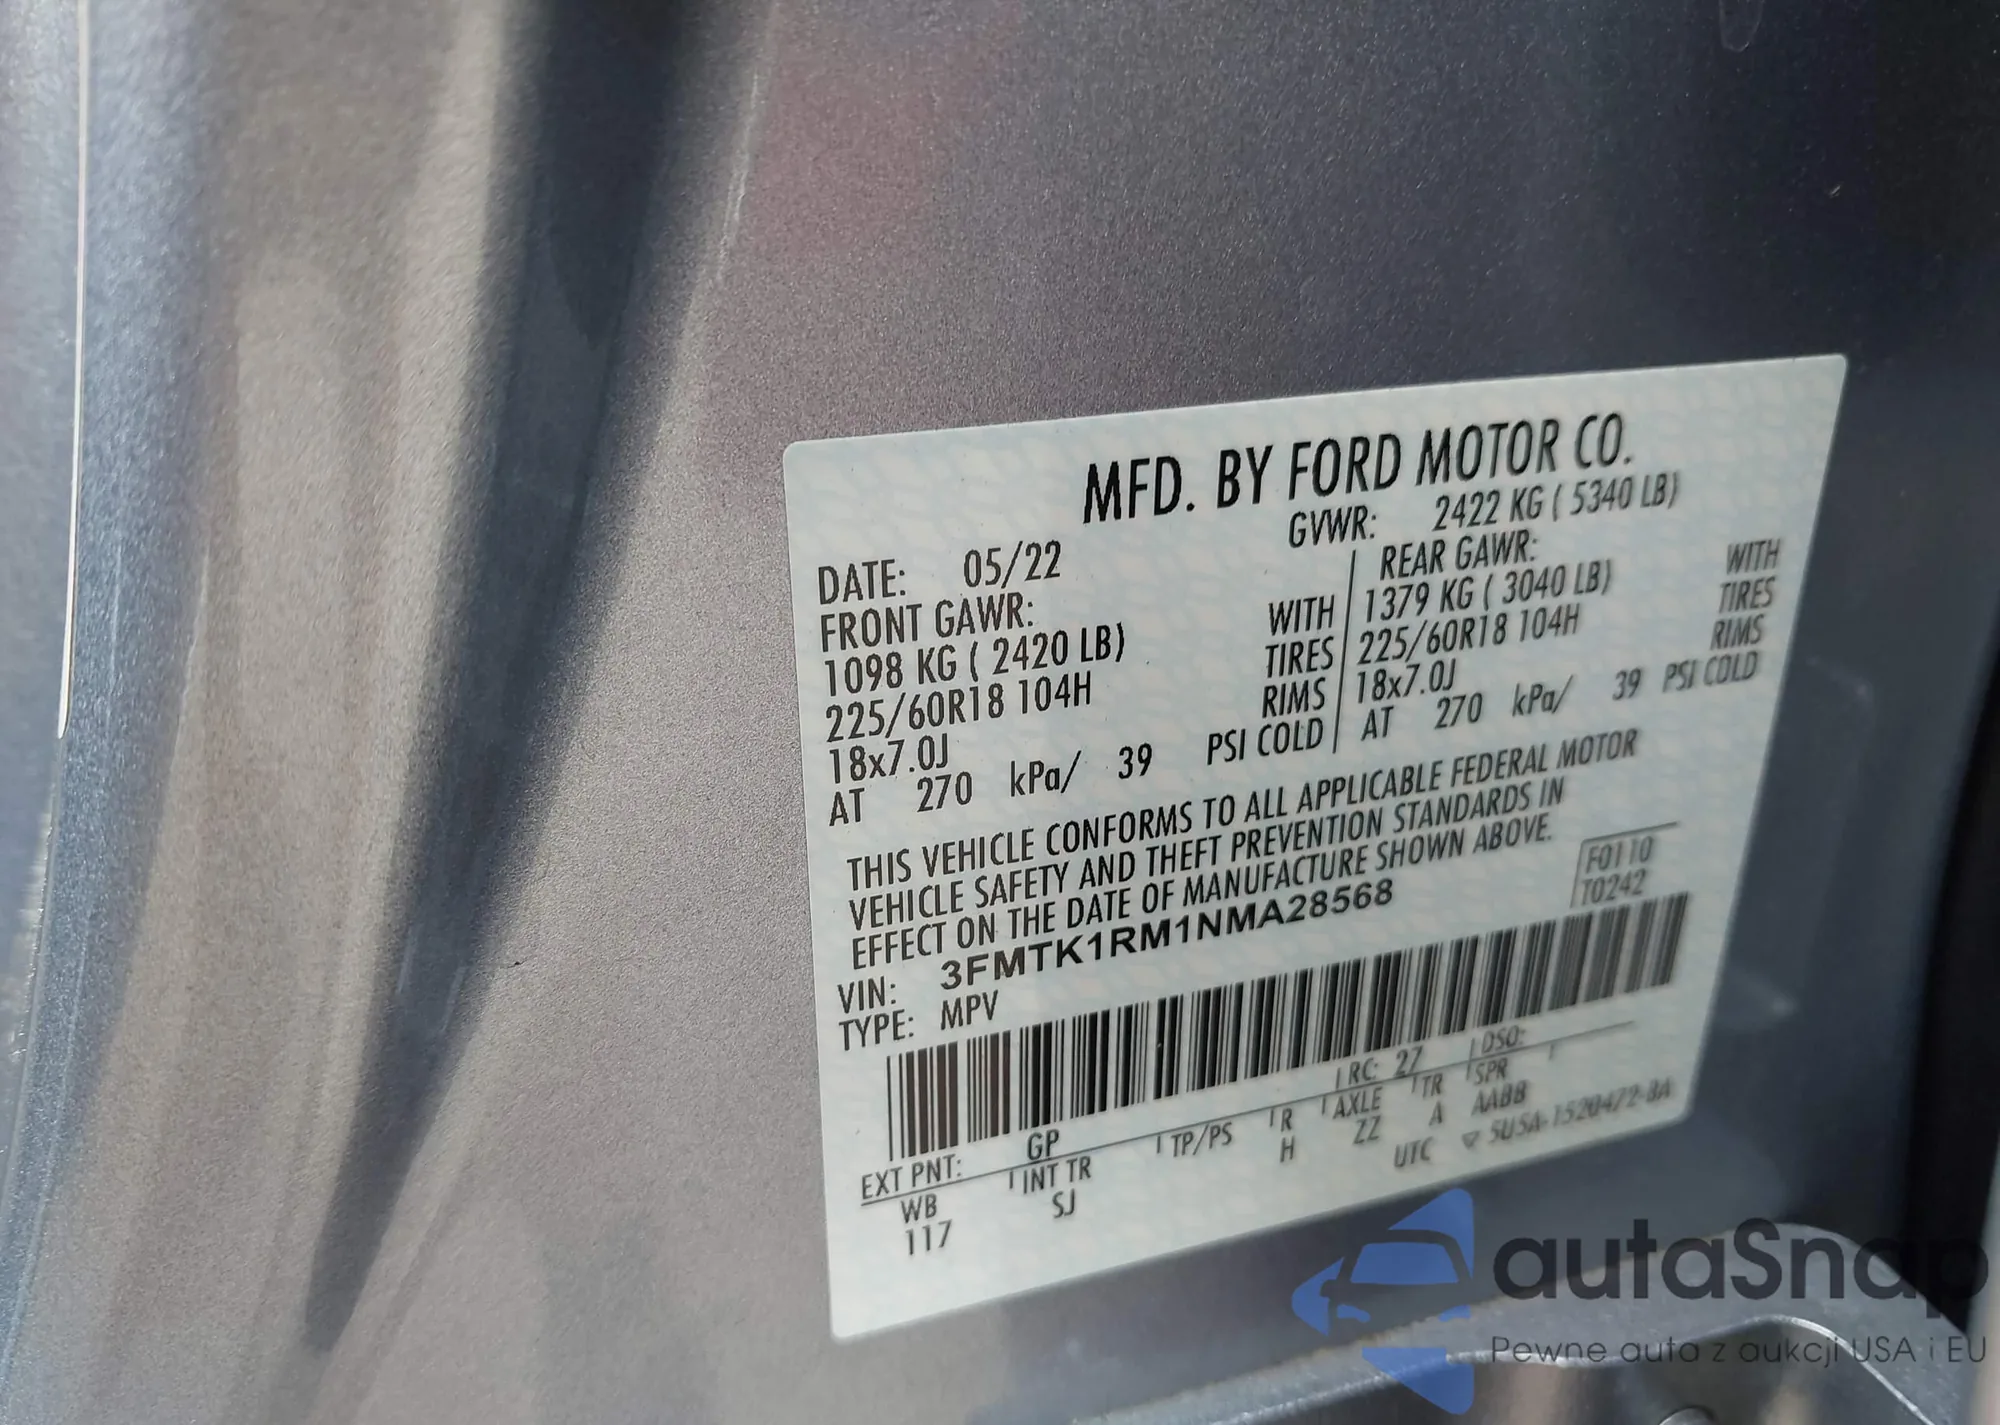 MFD. BY FORD MOTOR CO.
DATE: 05/22 GVWR: 2422 KG ( 5340 LB)
FRONT GAWR: REAR GAWR:
1098 KG ( 2420 LB) WITH 1379 KG ( 3040 LB) WITH
225/60R18 104H TIRES 225/60R18 104H TIRES
18x7.0J RIMS 18x7.0J RIMS
AT 270 kPa/ 39 PSI COLD AT 270 kPa/ 39 PSI COLD
THIS VEHICLE CONFORMS TO ALL APPLICABLE FEDERAL MOTOR
VEHICLE SAFETY AND THEFT PREVENTION STANDARDS IN
EFFECT ON THE DATE OF MANUFACTURE SHOWN ABOVE.
F0110
T0242
VIN: 3FMTK1RM1NMA28568
TYPE: MPV
EXT PNT: GP RC: 27 DSO:
WB INT TR TP/PS R AXLE TR SPR
117 SJ H ZZ A AABB
UTC ▽ 5U5A-1520472-BA
autaSnap
Pewne auta z aukcji USA i EU